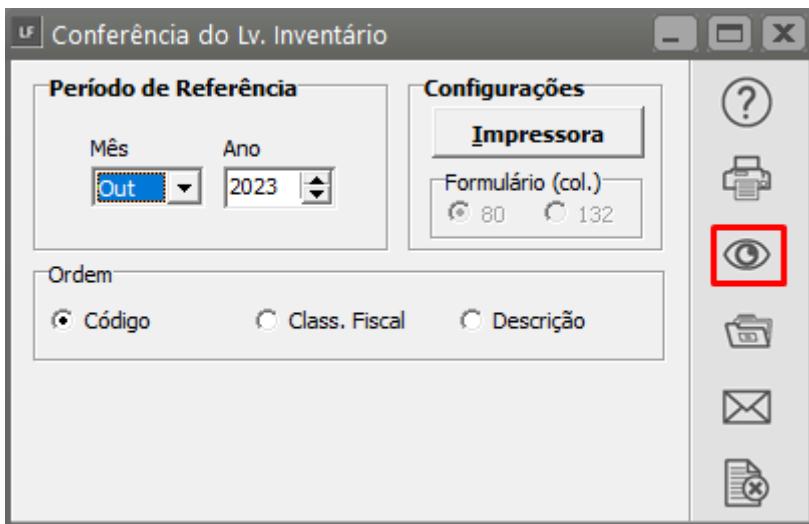 LF Conferência do Lv. Inventário
Período de Referência
Mês Ano
Out 2023
Configurações
Impressora
Formulário (col.)
80 132
Ordem
Código Class. Fiscal Descrição